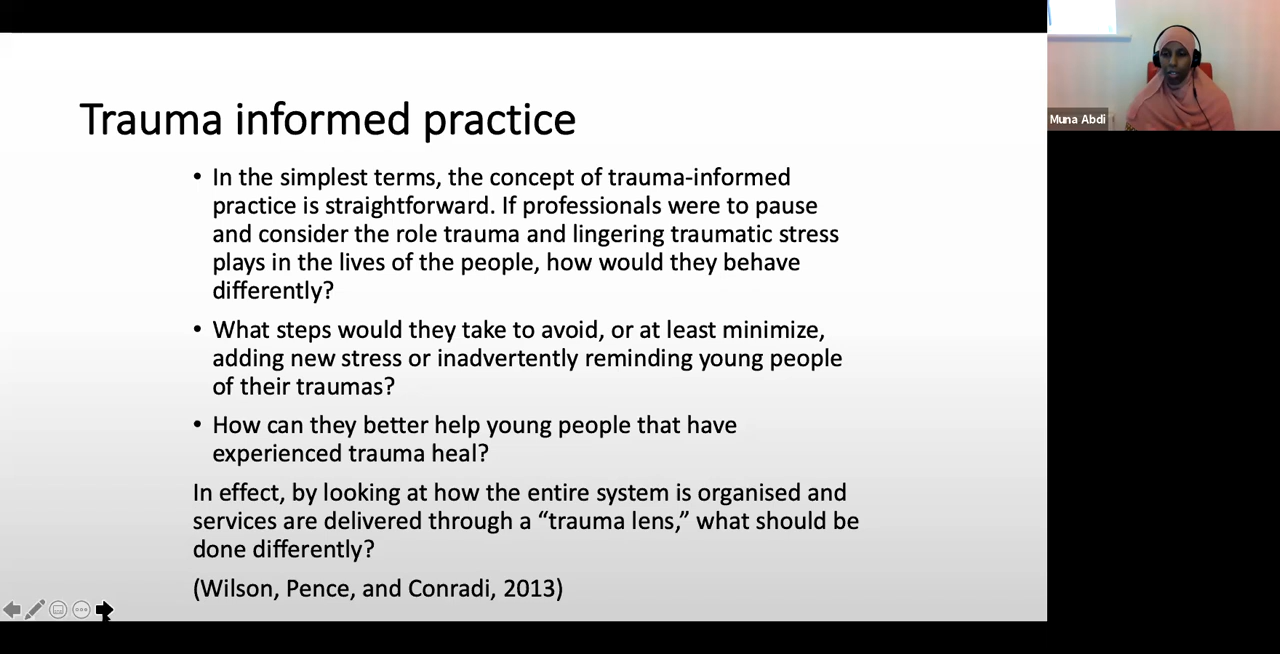 Trauma informed practice
• In the simplest terms, the concept of trauma-informed
practice is straightforward. If professionals were to pause
and consider the role trauma and lingering traumatic stress
plays in the lives of the people, how would they behave
differently?
• What steps would they take to avoid, or at least minimize,
adding new stress or inadvertently reminding young people
of their traumas?
• How can they better help young people that have
experienced trauma heal?
In effect, by looking at how the entire system is organised and
services are delivered through a “trauma lens,” what should be
done differently?
(Wilson, Pence, and Conradi, 2013)
Muna Abdi